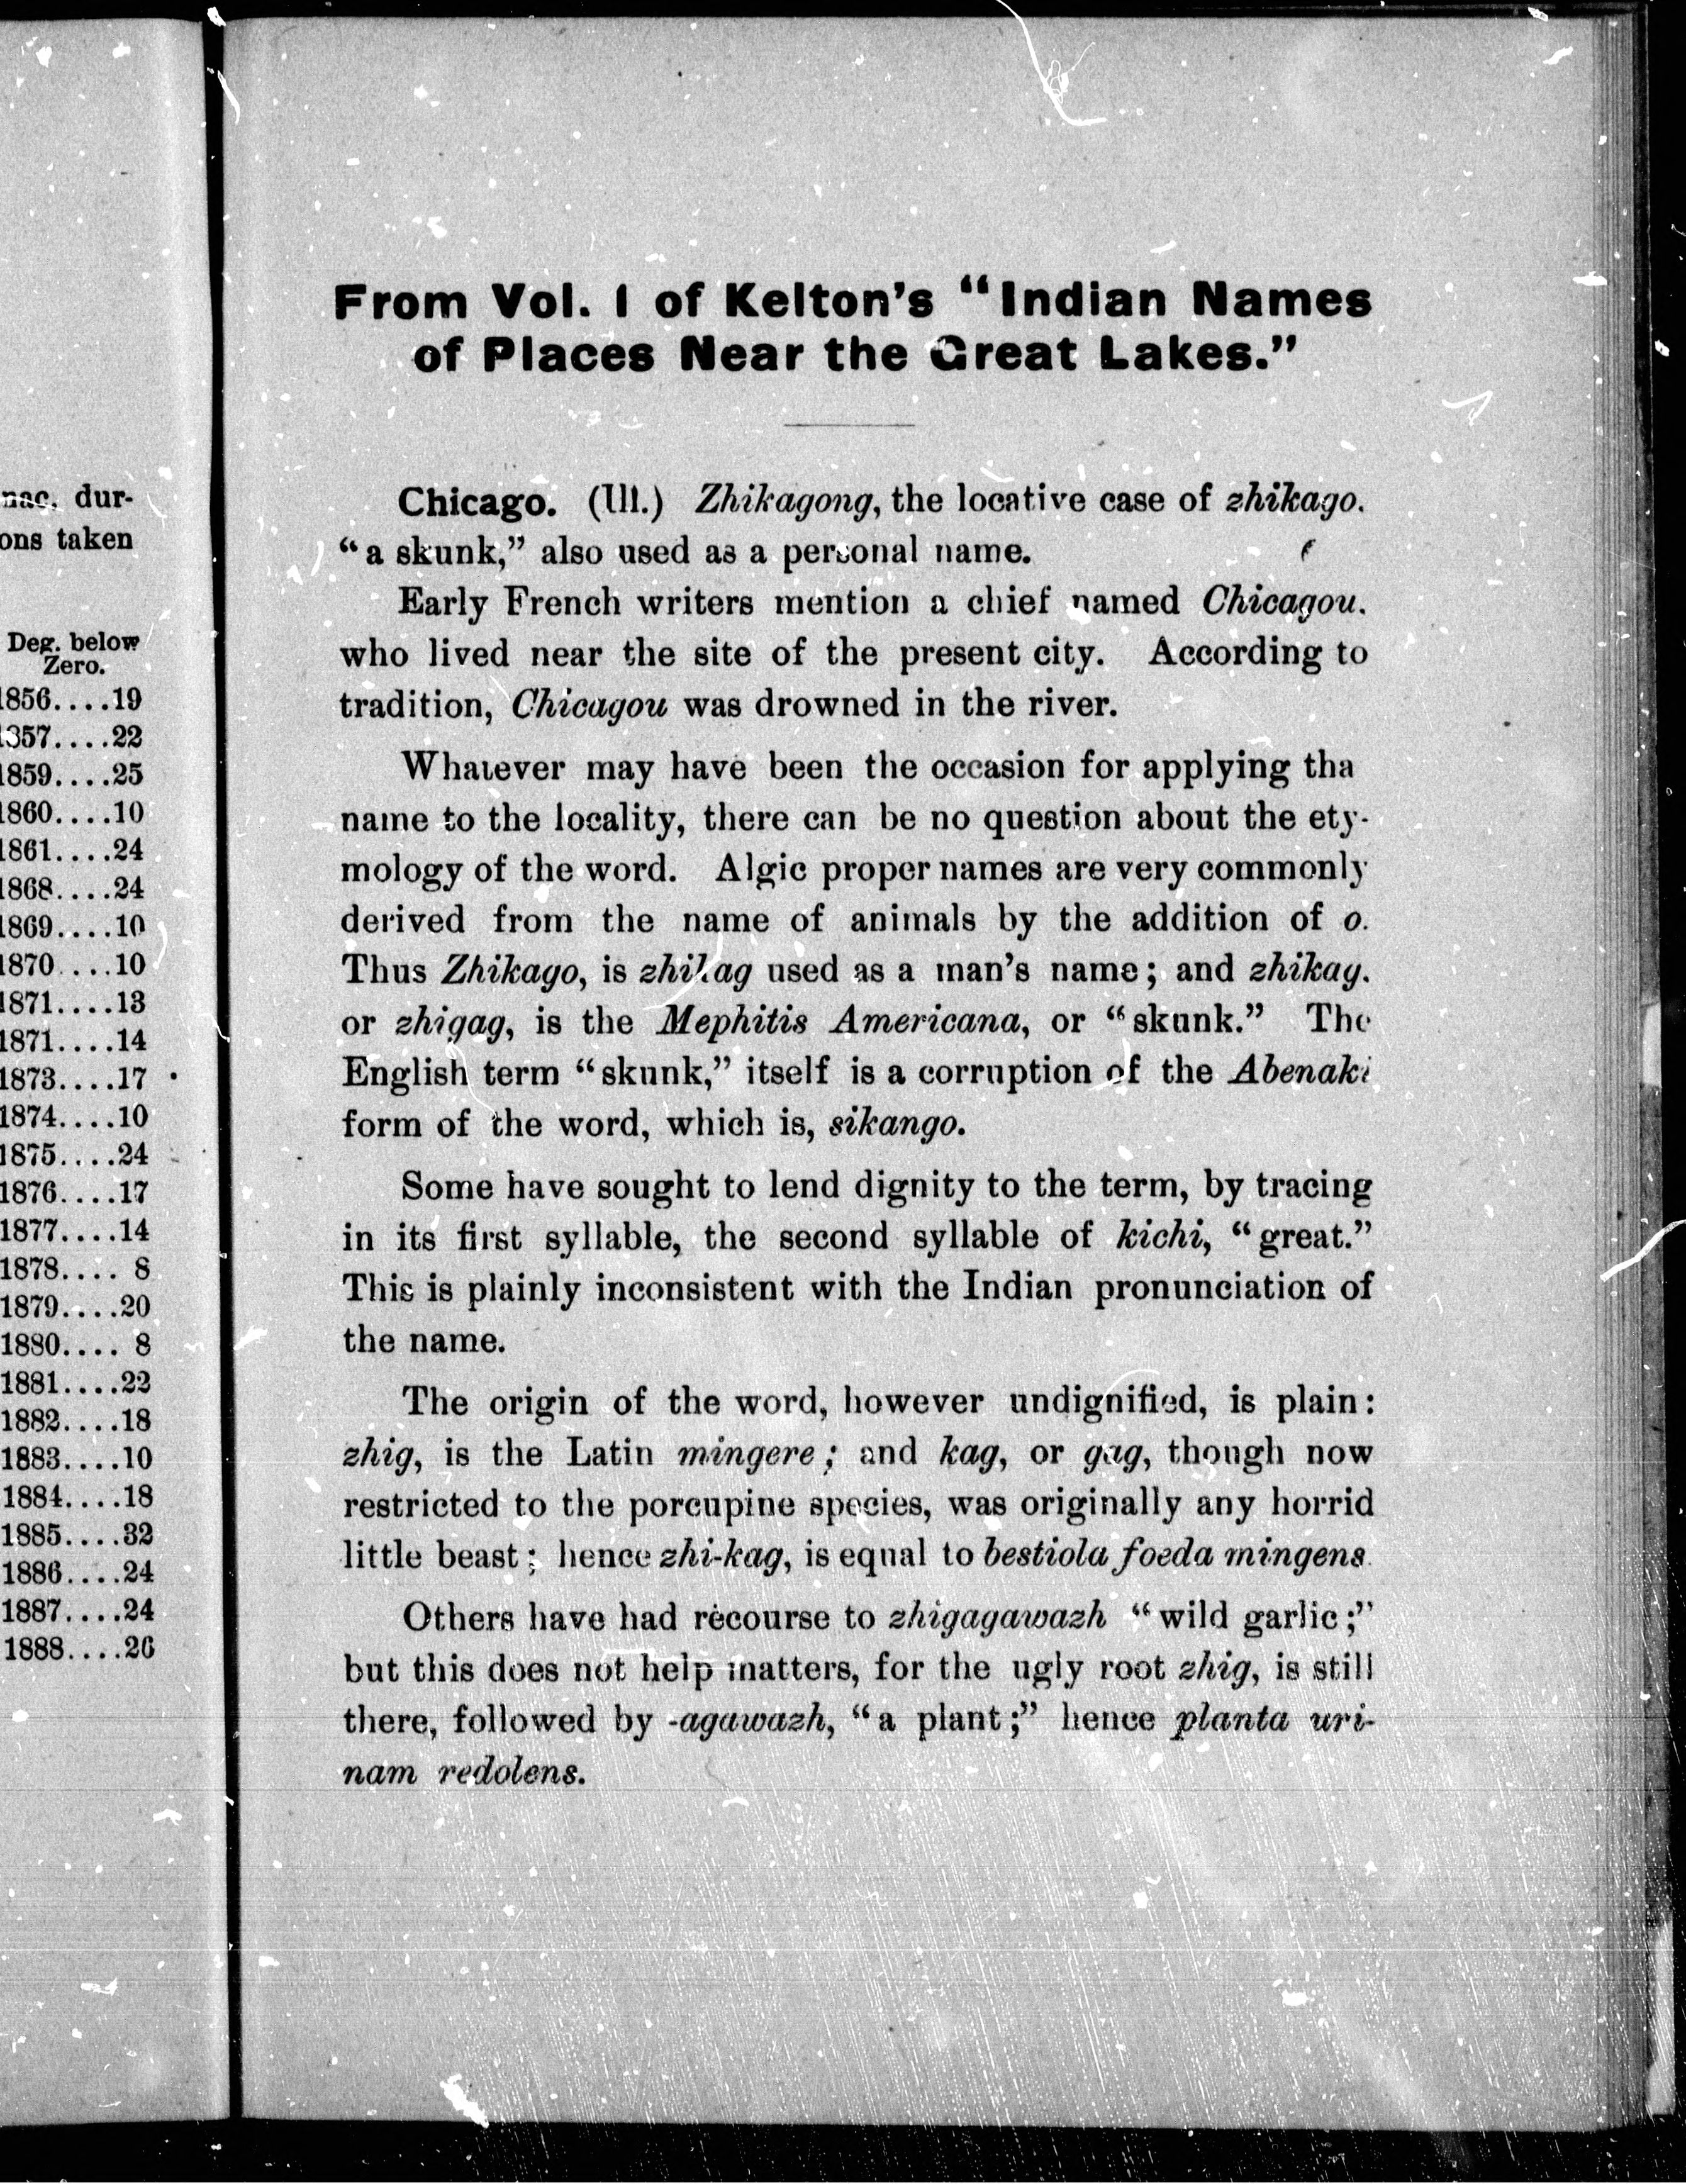 nac, dur-
ons taken
Deg. below
Zero.
1856....19
1857....22
1859....25
1860....10
1861....24
1868....24
1869....10
1870....10
1871....13
1871....14
1873....17
1874....10
1875....24
1876....17
1877....14
1878.... 8
1879....20
1880.... 8
1881....22
1882....18
1883....10
1884....18
1885....32
1886....24
1887....24
1888....26
From Vol. I of Kelton's “Indian Names
of Places Near the Great Lakes.”
Chicago. (Ill.) Zhikagong, the locative case of zhikago.
“a skunk,” also used as a personal name.
Early French writers mention a chief named Chicagou.
who lived near the site of the present city. According to
tradition, Chicagou was drowned in the river.
Whatever may have been the occasion for applying tha
name to the locality, there can be no question about the ety-
mology of the word. Algic proper names are very commonly
derived from the name of animals by the addition of o.
Thus Zhikago, is zhikag used as a man's name; and zhikag.
or zhigag, is the Mephitis Americana, or “skunk.” The
English term “skunk,” itself is a corruption of the Abenaki
form of the word, which is, sikango.
Some have sought to lend dignity to the term, by tracing
in its first syllable, the second syllable of kichi, “great.”
This is plainly inconsistent with the Indian pronunciation of
the name.
The origin of the word, however undignified, is plain:
zhig, is the Latin mingere; and kag, or gag, though now
restricted to the porcupine species, was originally any horrid
little beast; hence zhi-kag, is equal to bestiola foeda mingens.
Others have had recourse to zhigagawazh “wild garlic;”
but this does not help matters, for the ugly root zhig, is still
there, followed by -agawazh, “a plant;” hence planta uri-
nam redolens.